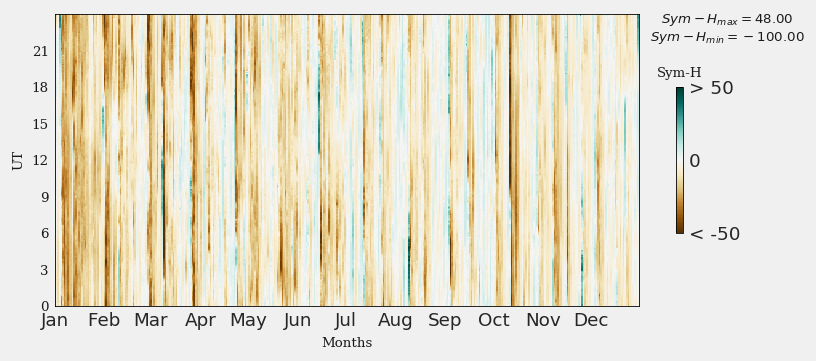 Sym − H_max = 48.00
Sym − H_min = − 100.00
Sym-H
> 50
0
< -50
UT
21
18
15
12
9
6
3
0
Jan Feb Mar Apr May Jun Jul Aug Sep Oct Nov Dec
Months